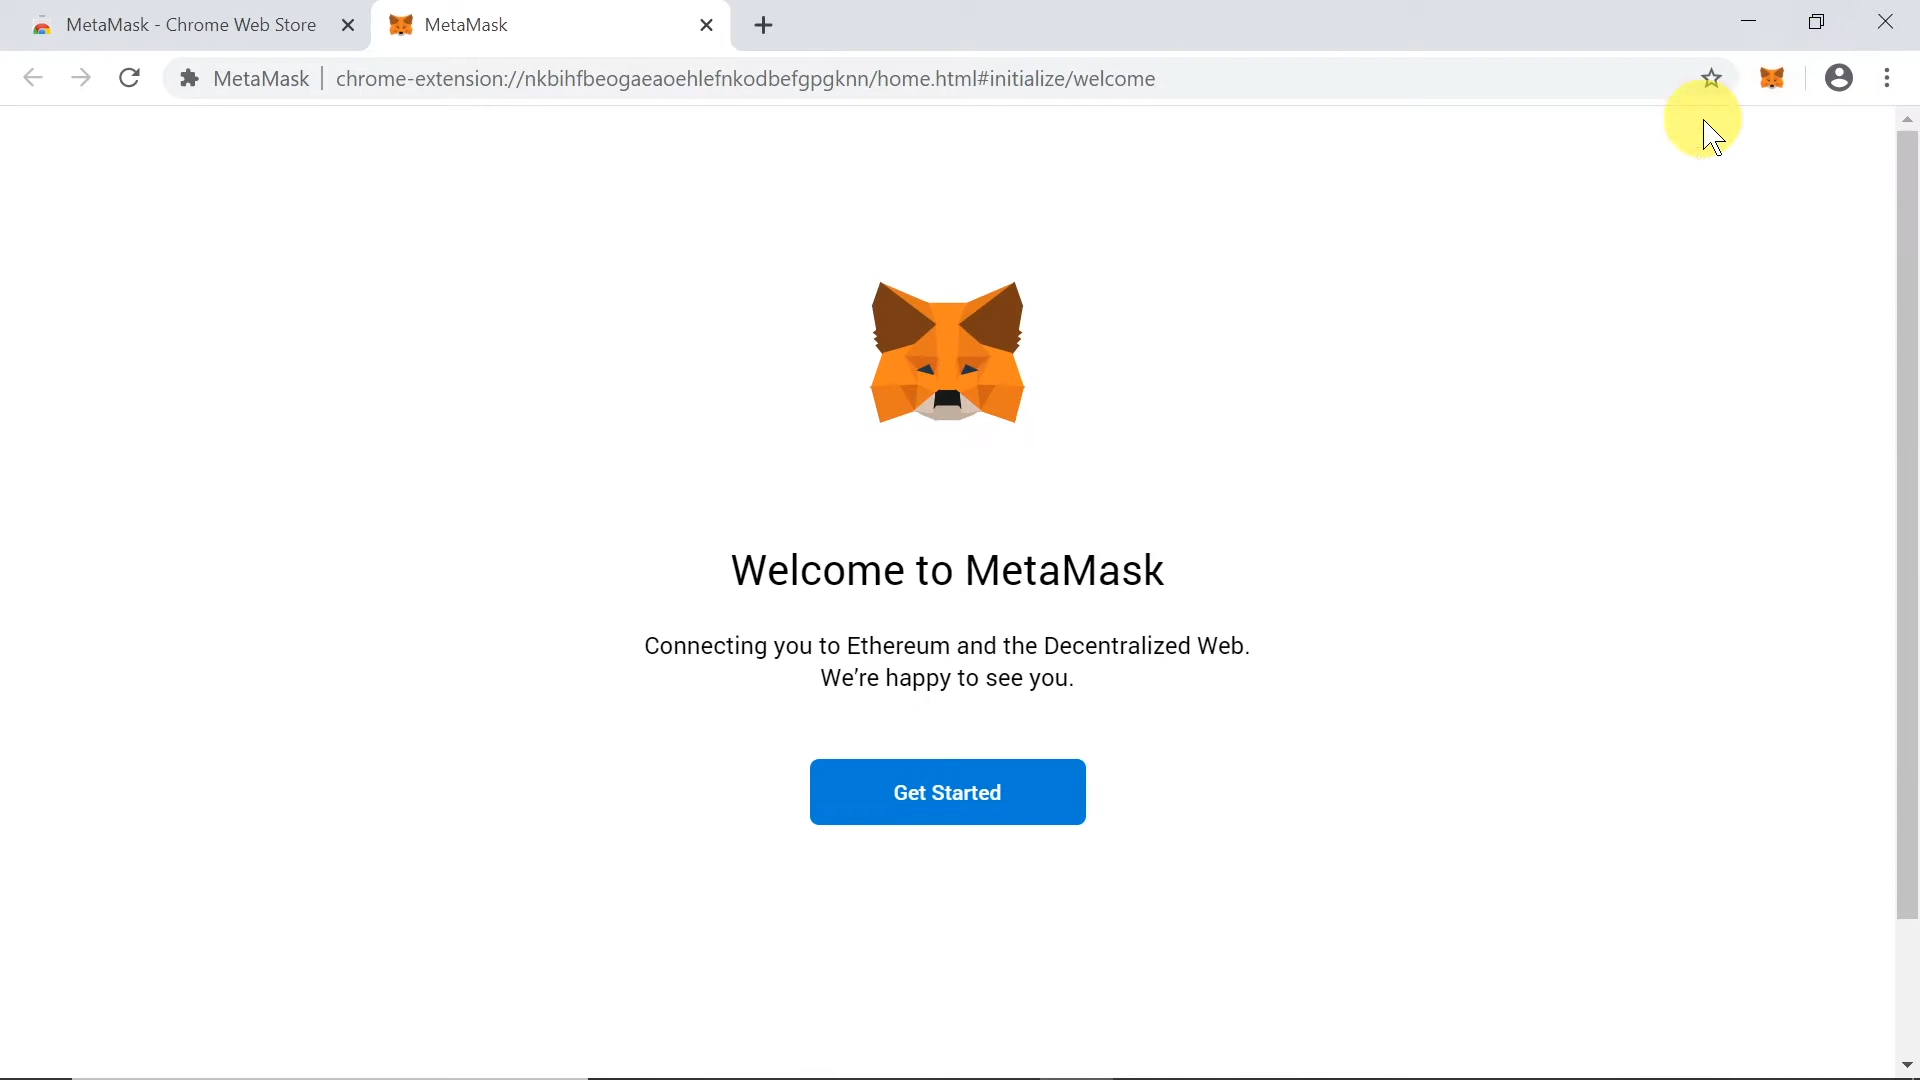 MetaMask - Chrome Web Store
MetaMask
MetaMask | chrome-extension://nkbihfbeogaeaoehlefnkodbefgpgknn/home.html#initialize/welcome
Welcome to MetaMask
Connecting you to Ethereum and the Decentralized Web.
We’re happy to see you.
Get Started